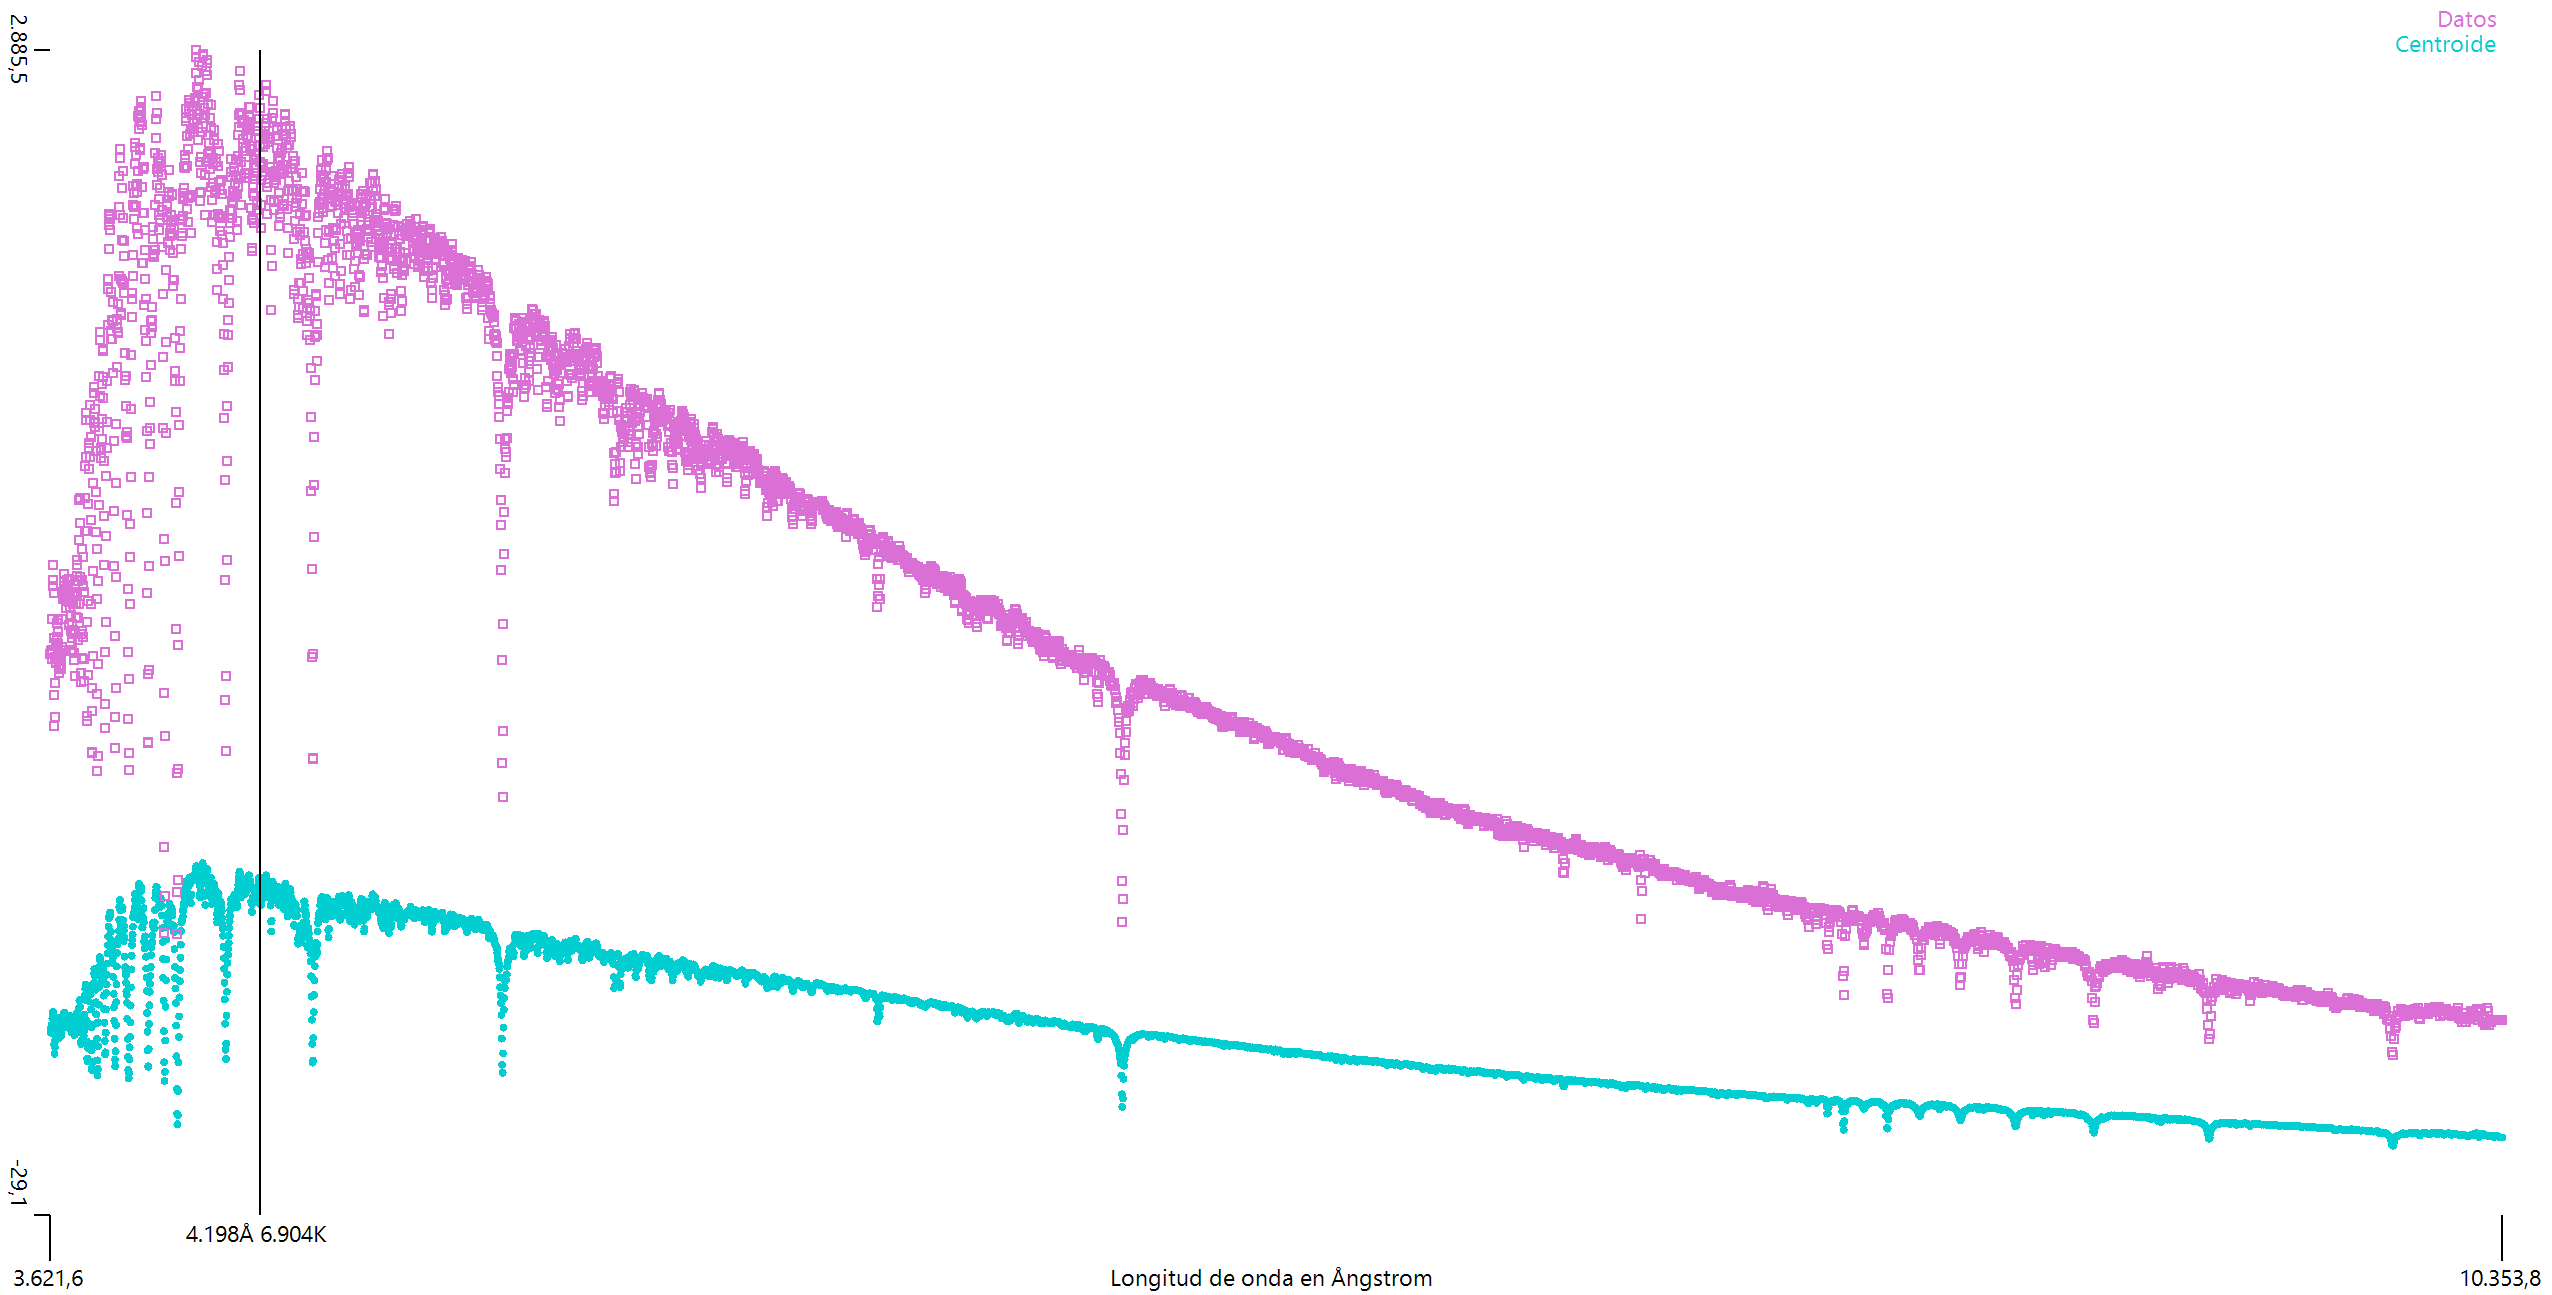 Datos
Centroide
2.885,5
-29,1
4.198Å 6.904K
3.621,6
Longitud de onda en Ångstrom
10.353,8